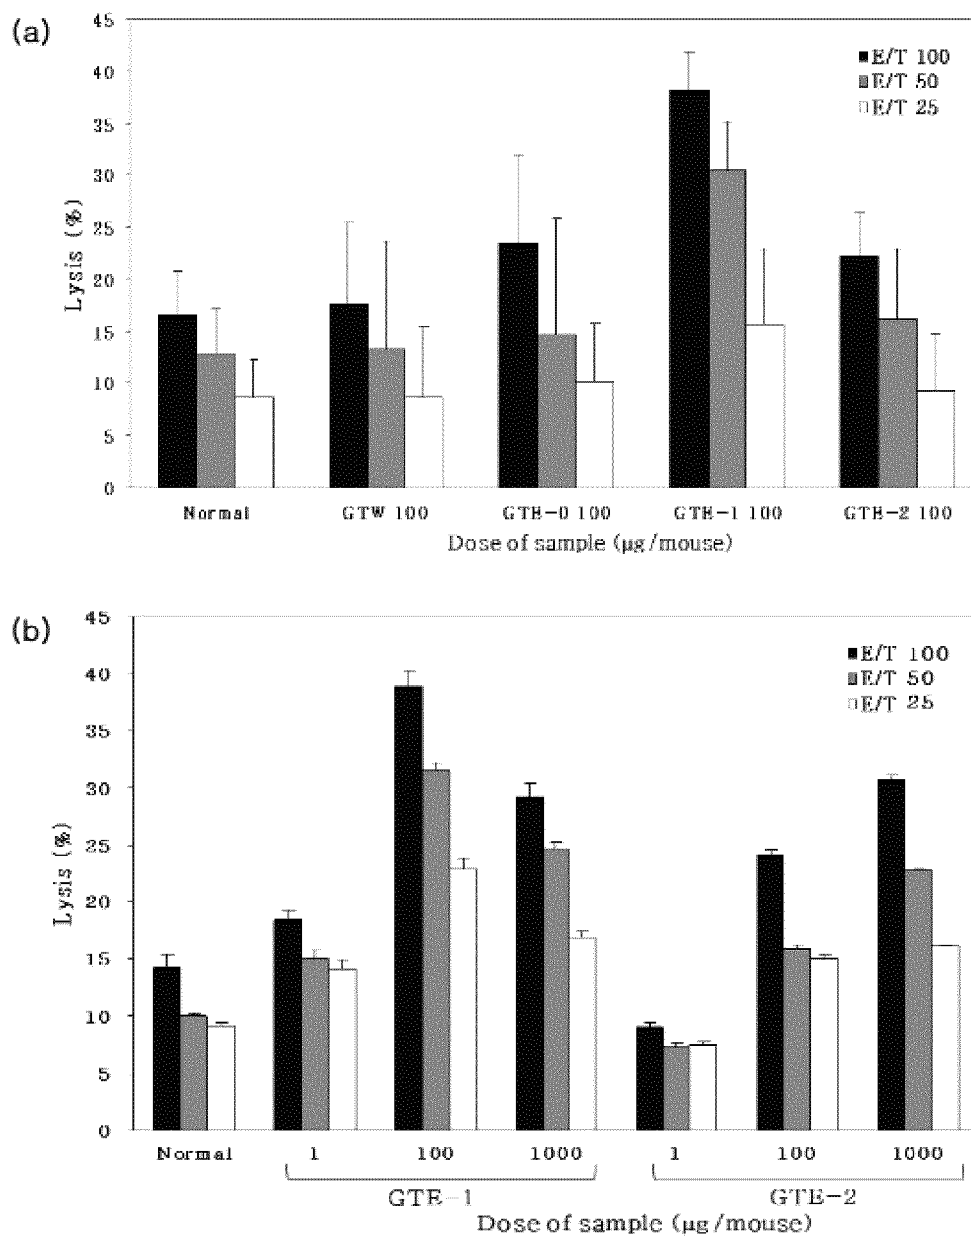 (a)
45
40
35
30
25
20
15
10
5
0
Lysis (%)
E/T 100
E/T 50
E/T 25
Normal GTW 100 GTE-0 100 GTE-1 100 GTE-2 100
Dose of sample (μg/mouse)
(b)
45
40
35
30
25
20
15
10
5
0
Lysis (%)
E/T 100
E/T 50
E/T 25
Normal 1 100 1000 1 100 1000
GTE-1 GTE-2
Dose of sample (μg/mouse)